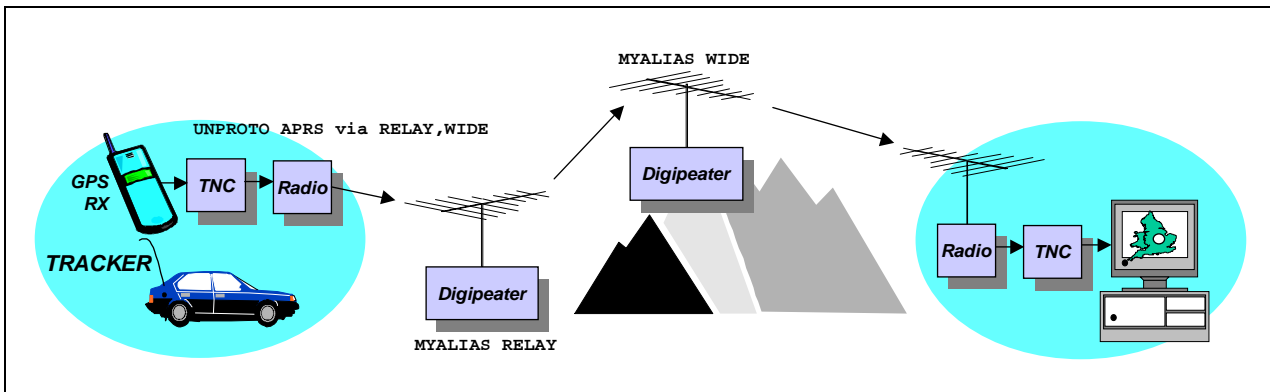 MYALIAS WIDE
UNPROTO APRS via RELAY,WIDE
GPS
RX
TNC
Radio
TRACKER
Digipeater
MYALIAS RELAY
Digipeater
Radio
TNC